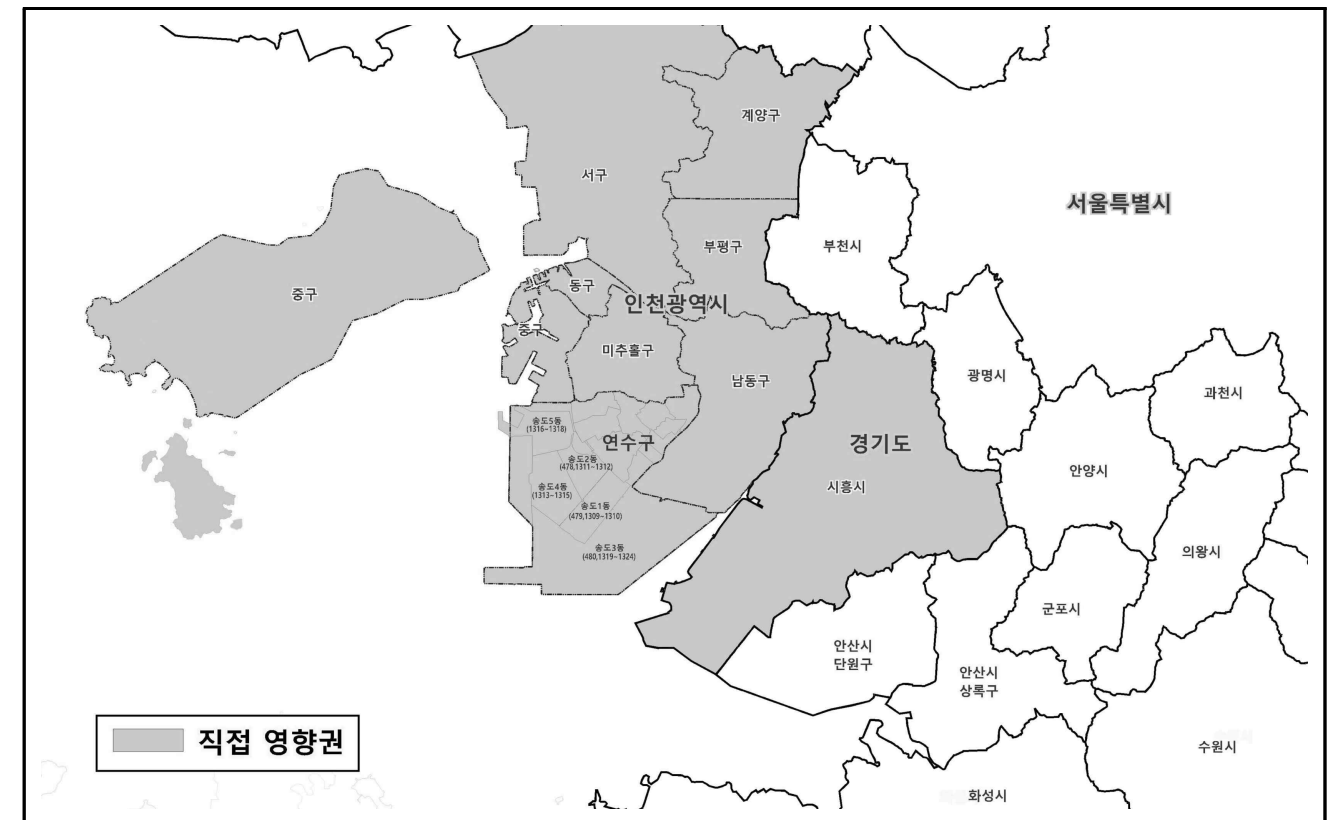 계양구
서구
서울특별시
부평구
부천시
중구
동구
인천광역시
중구
미추홀구
남동구
광명시
과천시
송도5동
(1316~1318)
연수구
경기도
송도2동
(478,1311~1312)
안양시
시흥시
송도4동
(1313~1315)
송도1동
(479,1309~1310)
송도3동
(480,1319~1324)
의왕시
군포시
안산시
단원구
안산시
상록구
직접 영향권
수원시
화성시